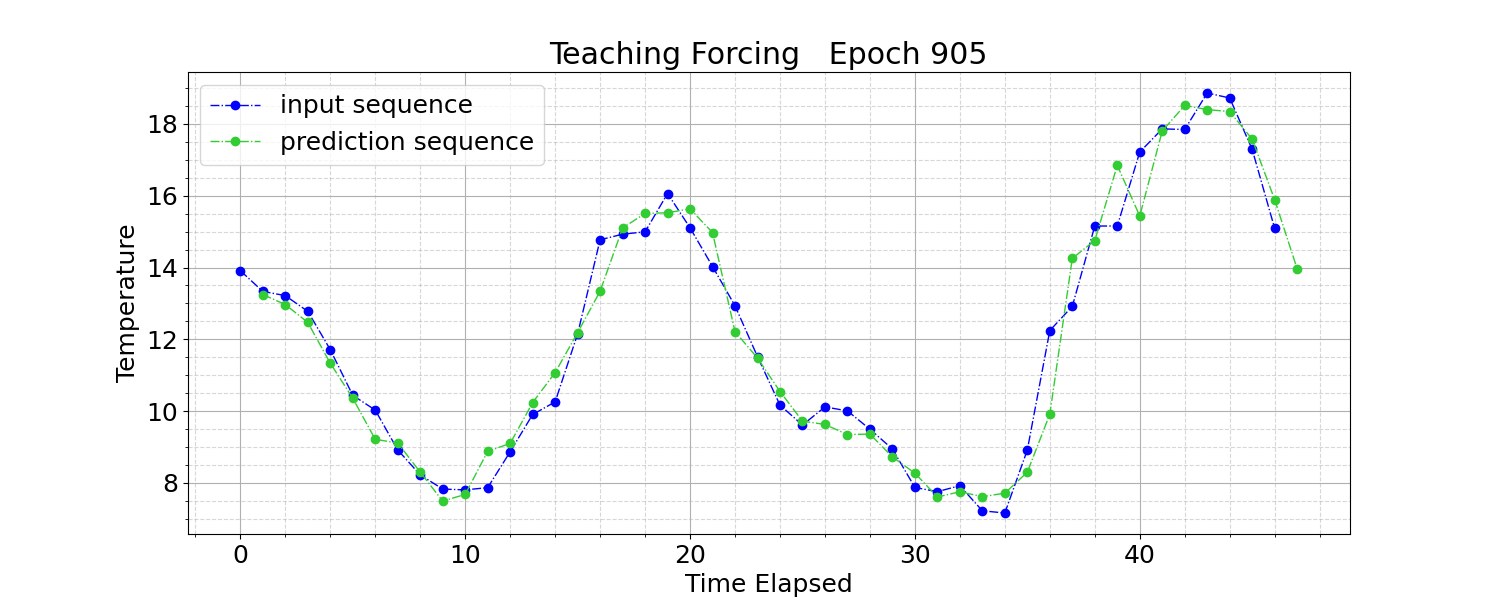 Teaching Forcing   Epoch 905
input sequence
prediction sequence
Temperature
18
16
14
12
10
8
0 10 20 30 40
Time Elapsed